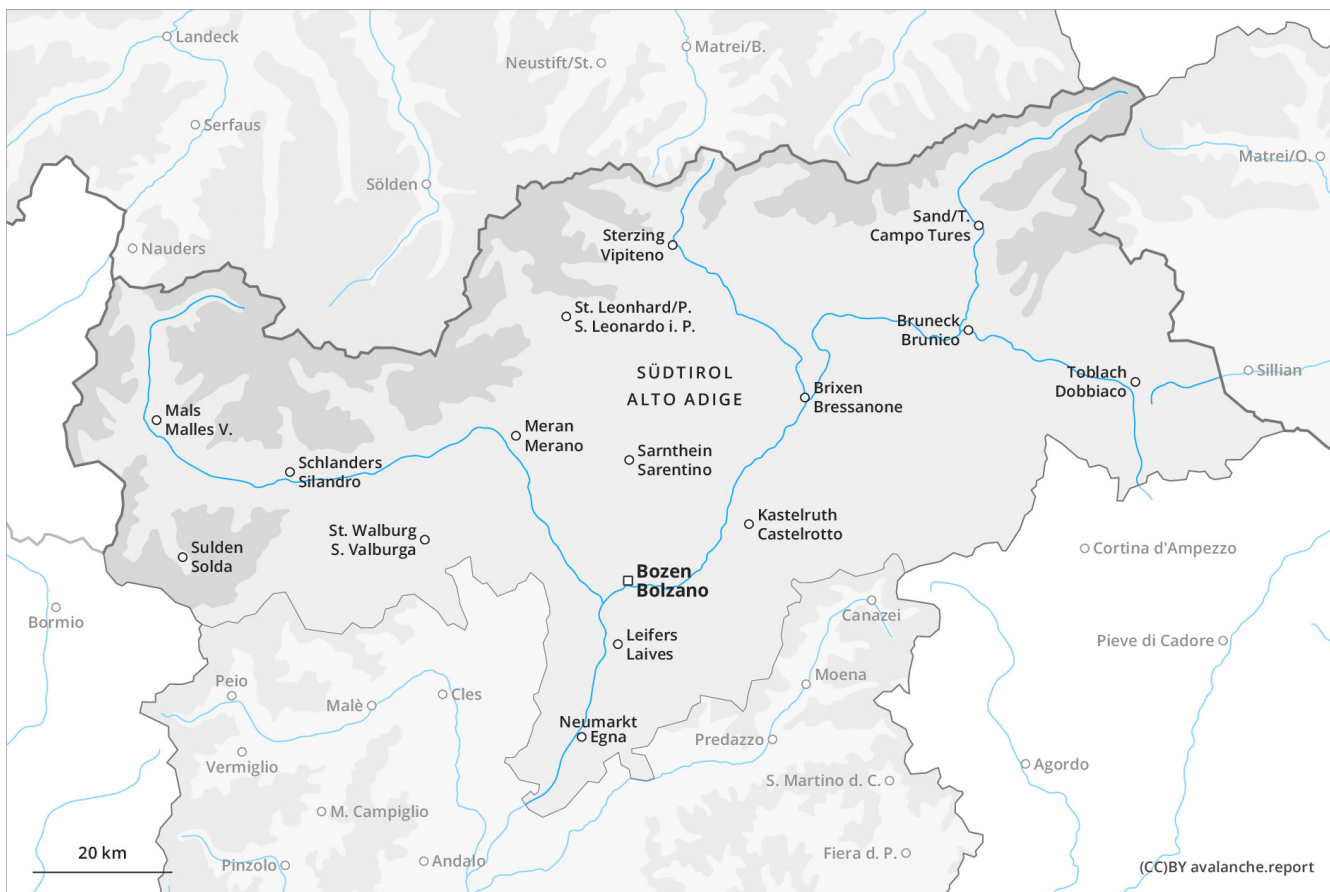 Landeck
Matrei/B.
Neustift/St.
Serfaus
Matrei/O.
Sölden
Sand/T.
Campo Tures
Sterzing
Vipiteno
Nauders
St. Leonhard/P.
S. Leonardo i. P.
Bruneck
Brunico
SÜDTIROL
ALTO ADIGE
Toblach
Dobbiaco
Sillian
Brixen
Bressanone
Mals
Malles V.
Meran
Merano
Sarnthein
Sarentino
Schlanders
Silandro
Kastelruth
Castelrotto
St. Walburg
S. Valburga
Sulden
Solda
Cortina d'Ampezzo
Bozen
Bolzano
Bormio
Canazei
Leifers
Laives
Pieve di Cadore
Moena
Peio
Malè
Cles
Neumarkt
Egna
Predazzo
Vermiglio
Agordo
S. Martino d. C.
M. Campiglio
20 km
Pinzolo
Andalo
Fiera d. P.
(CC)BY avalanche.report